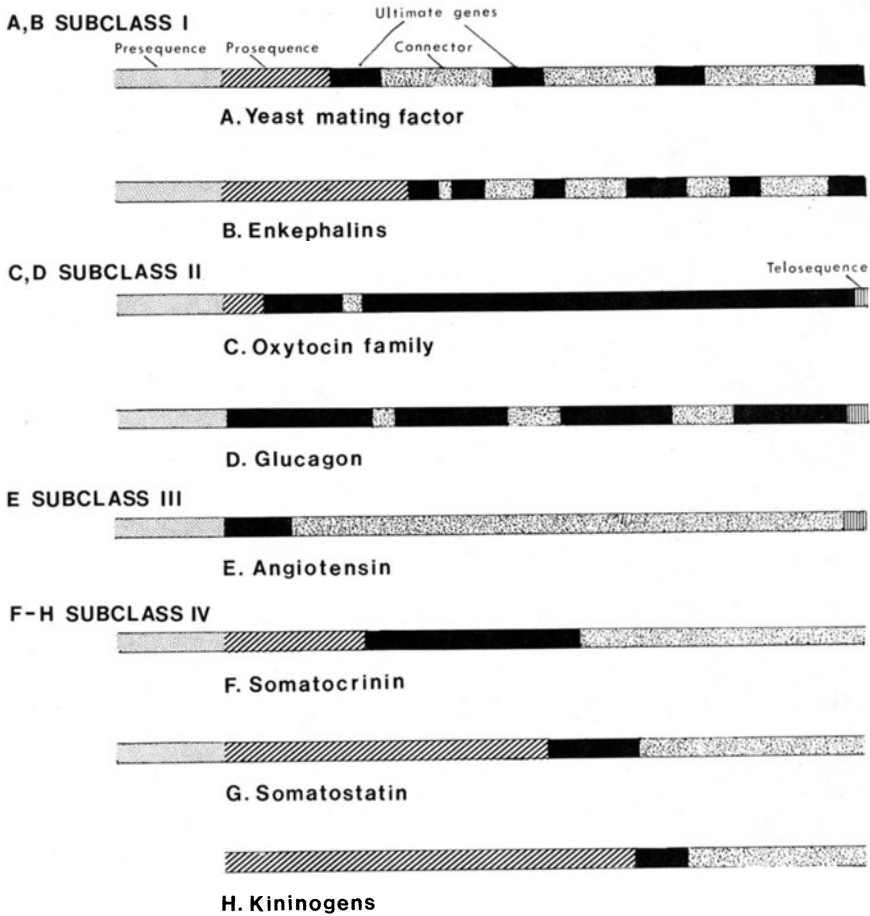 A,B SUBCLASS I
Ultimate genes
Presequence Prosequence Connector
A. Yeast mating factor
B. Enkephalins
C,D SUBCLASS II
Telosequence
C. Oxytocin family
D. Glucagon
E SUBCLASS III
E. Angiotensin
F-H SUBCLASS IV
F. Somatocrinin
G. Somatostatin
H. Kininogens